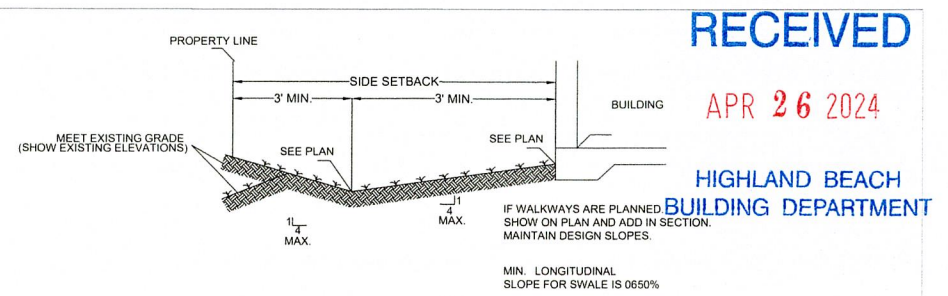 RECEIVED
APR 26 2024
HIGHLAND BEACH
BUILDING DEPARTMENT
PROPERTY LINE
SIDE SETBACK
3' MIN.
3' MIN.
BUILDING
MEET EXISTING GRADE
(SHOW EXISTING ELEVATIONS)
SEE PLAN
SEE PLAN
1
4
MAX.
1
4
MAX.
IF WALKWAYS ARE PLANNED.
SHOW ON PLAN AND ADD IN SECTION.
MAINTAIN DESIGN SLOPES.
MIN. LONGITUDINAL
SLOPE FOR SWALE IS 0650%